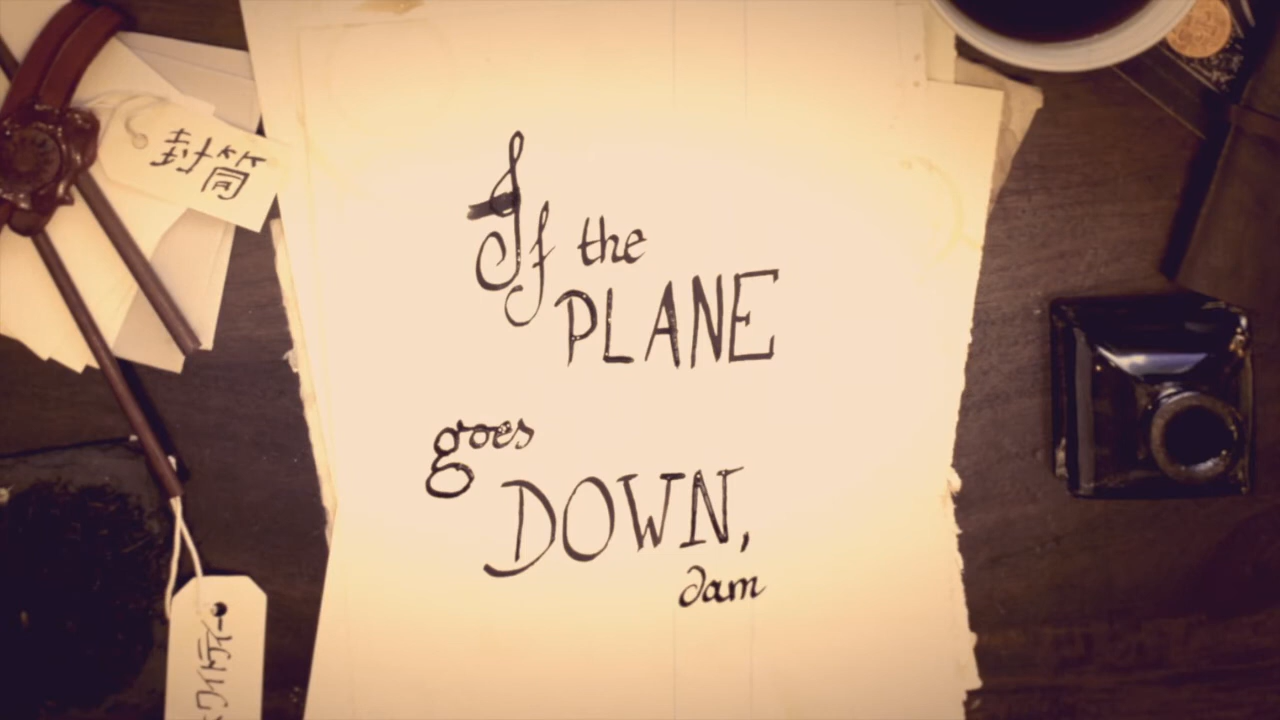 If the
PLANE
goes
DOWN,
dam
封筒